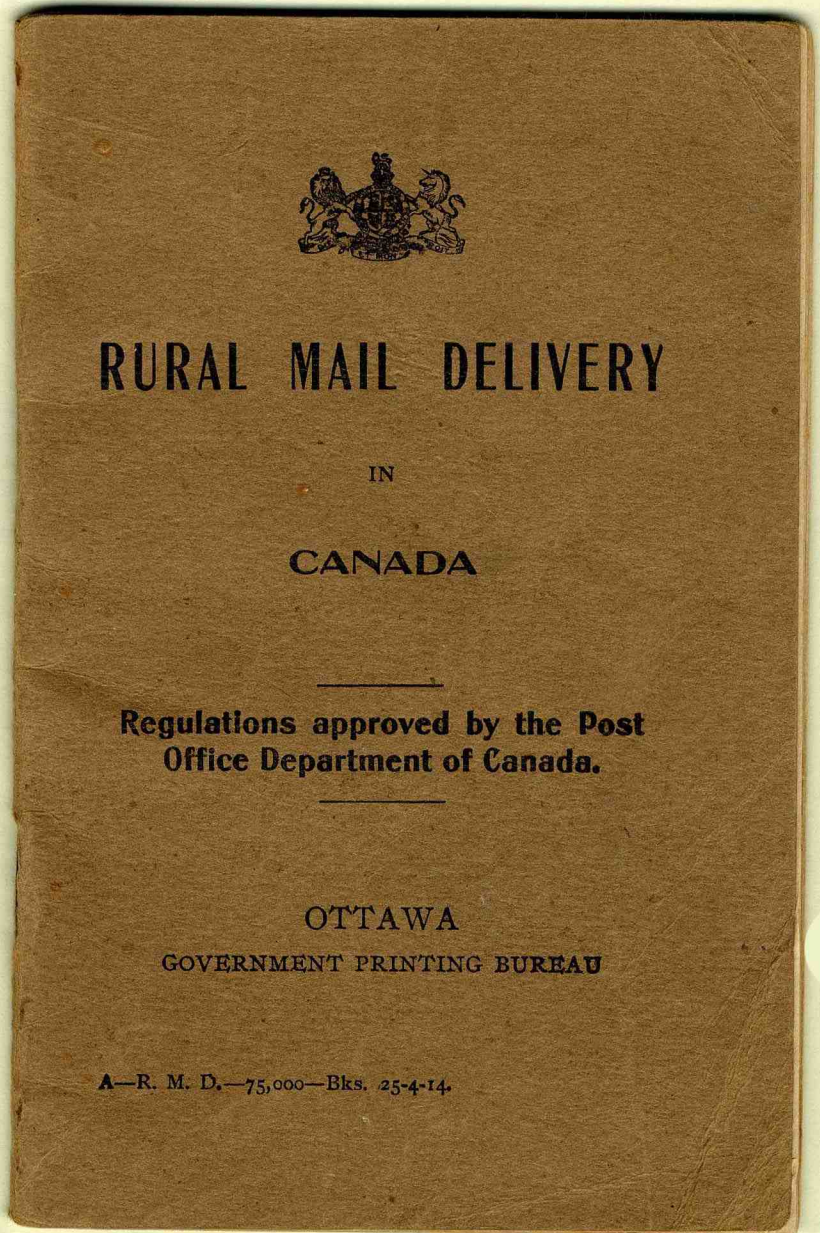 RURAL MAIL DELIVERY
IN
CANADA
Regulations approved by the Post
Office Department of Canada.
OTTAWA
GOVERNMENT PRINTING BUREAU
A—R. M. D.—75,000—Bks. 25-4-14.